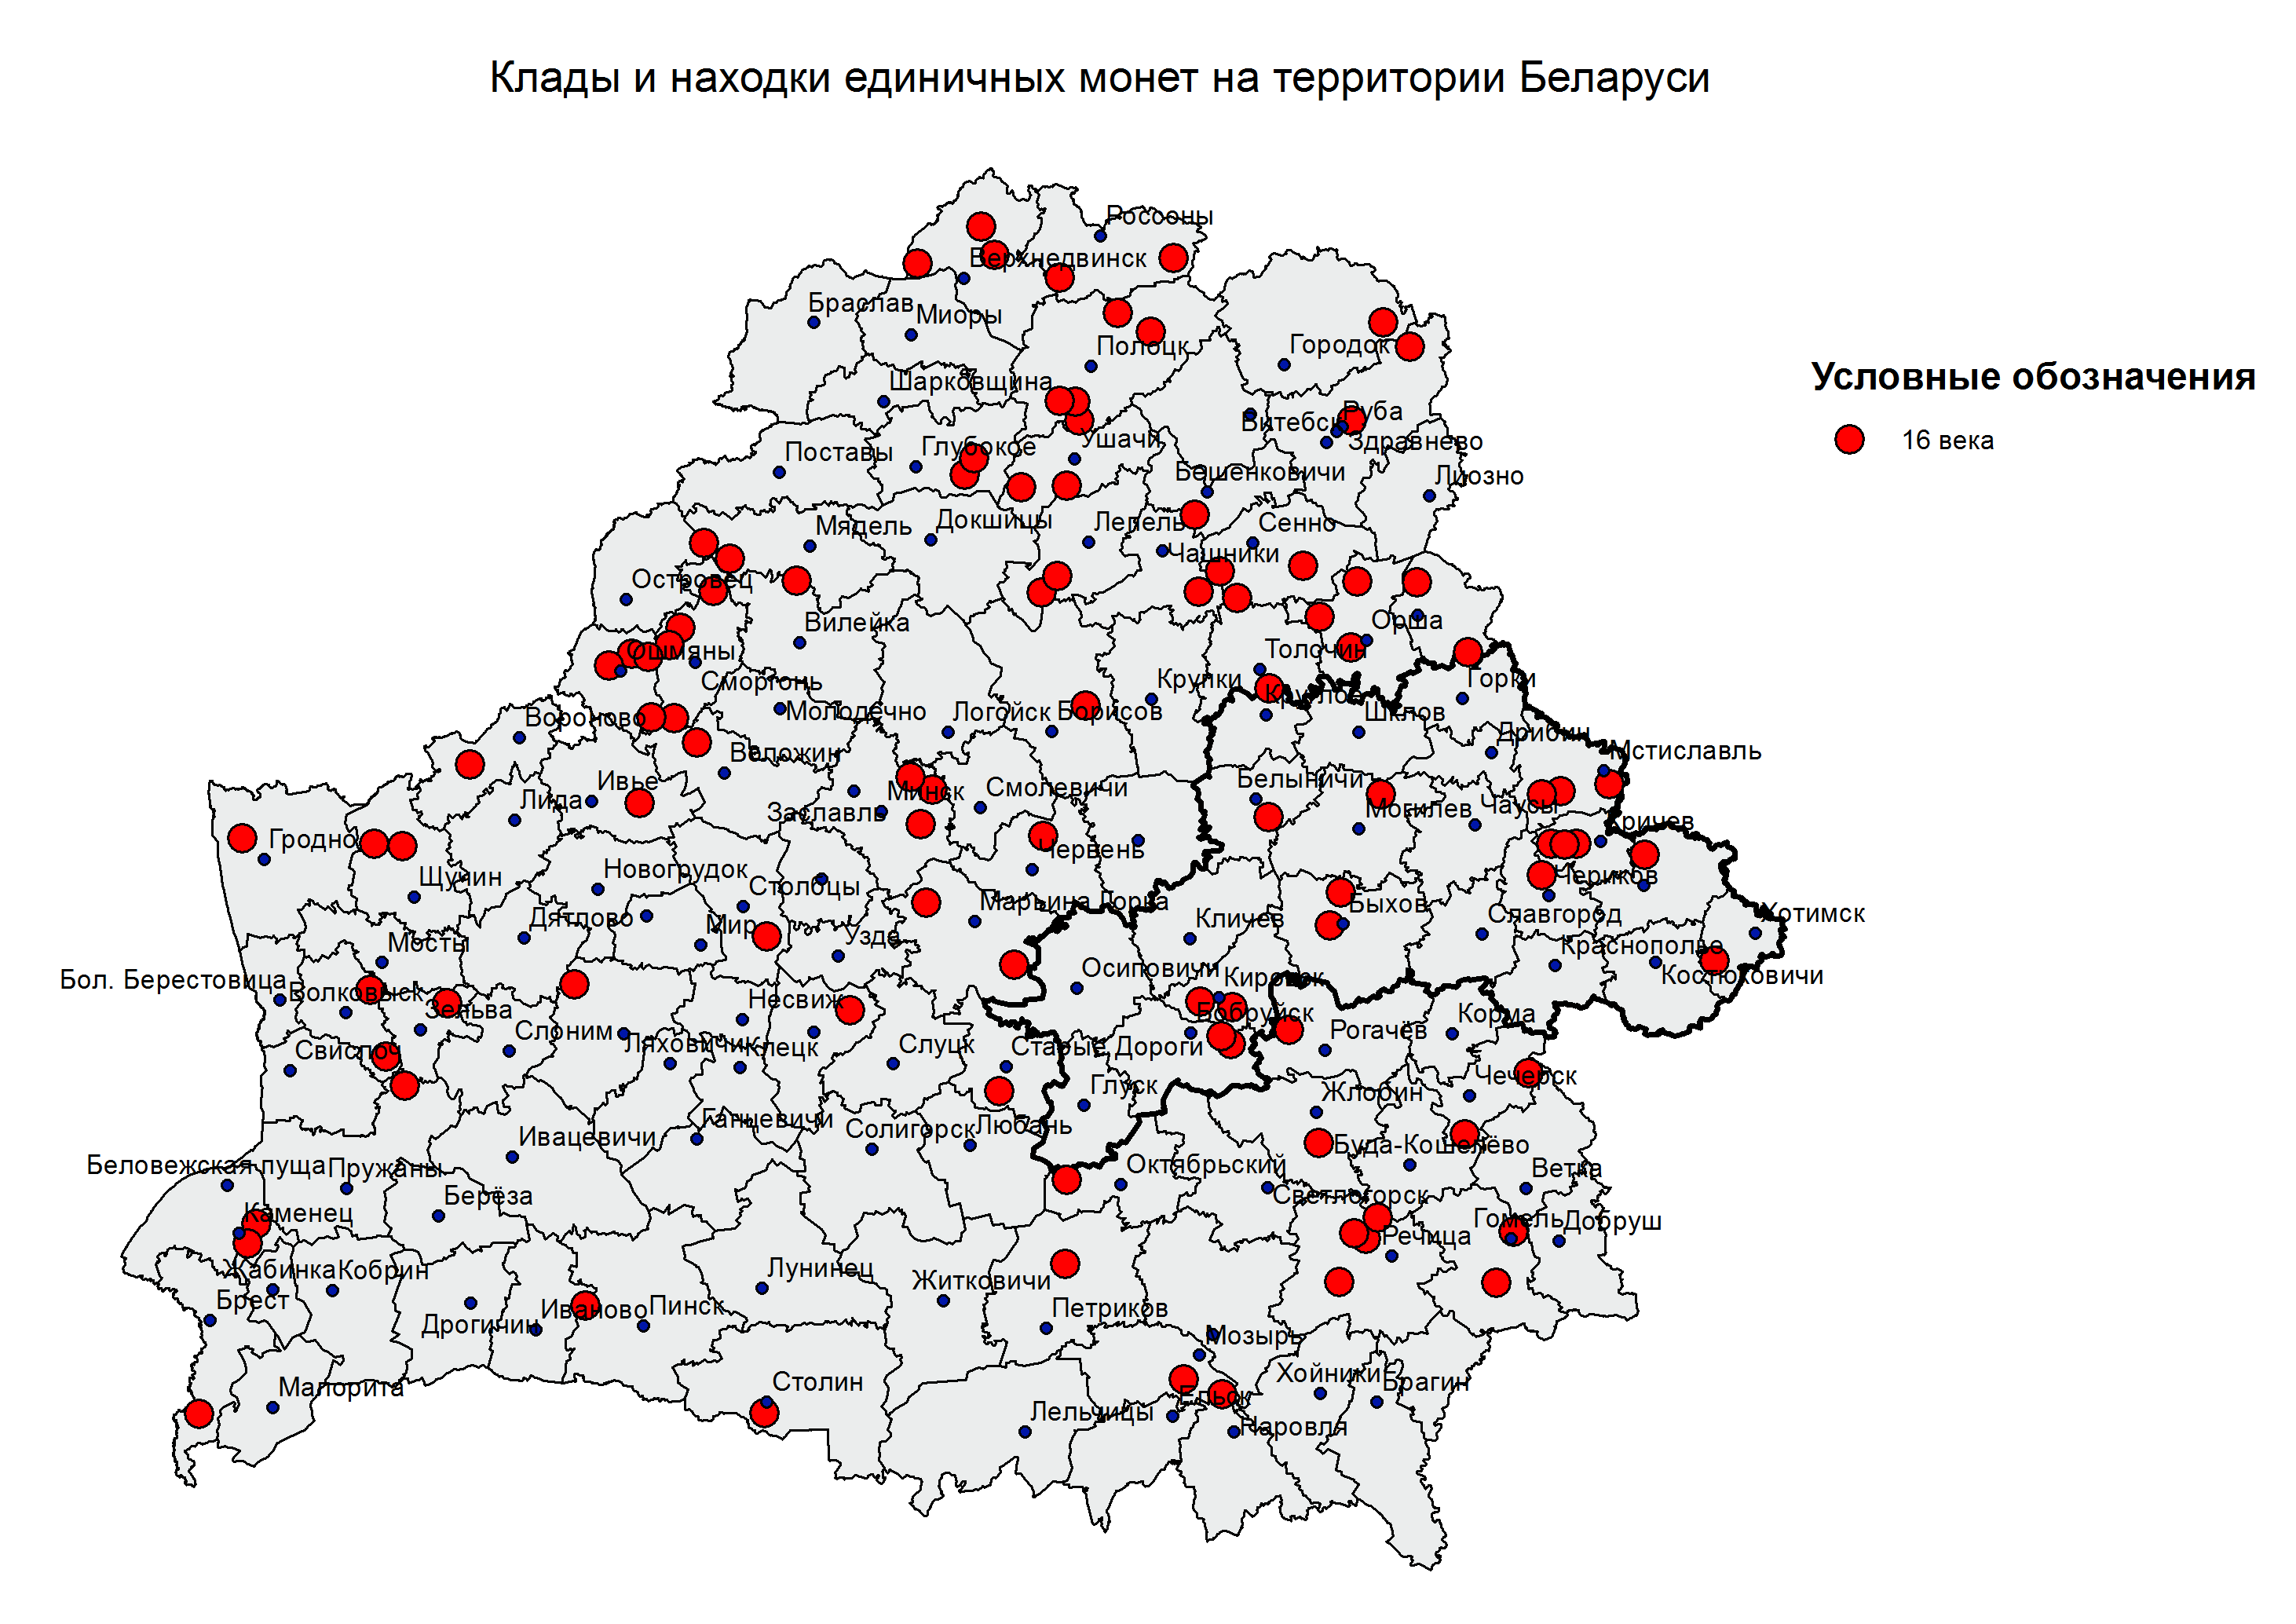 Клады и находки единичных монет на территории Беларуси
Россоны
Верхнедвинск
Браслав
Миоры
Полоцк
Городок
Условные обозначения
16 века
Шарковщина
Руба
Витебск
Здравнево
Ушачи
Глубокое
Поставы
Бешенковичи
Лиозно
Докшицы
Лепель
Сенно
Мядель
Чашники
Островец
Вилейка
Орша
Ошмяны
Толочин
Сморгонь
Крупки
Горки
Круглое
Молодечно
Логойск
Борисов
Шклов
Вороново
Дрибин
Воложин
Мстиславль
Ивье
Минск
Смолевичи
Белыничи
Лида
Заславль
Могилев
Чаусы
Кричев
Гродно
Червень
Щучин
Новогрудок
Столбцы
Чериков
Марьина Горка
Быхов
Славгород
Хотимск
Дятлово
Мир
Узда
Кличев
Мосты
Краснополье
Бол. Берестовица
Волковыск
Осиповичи
Кировск
Костюковичи
Зельва
Несвиж
Бобруйск
Корма
Слоним
Рогачёв
Свислоч
Ляховичик
Клецк
Слуцк
Старые Дороги
Чечерск
Глуск
Жлобин
Ганцевичи
Ивацевичи
Солигорск
Любань
Буда-Кошелёво
Беловежская пуща
Пружаны
Октябрьский
Ветка
Берёза
Светлогорск
Каменец
Гомель
Добруш
Речица
Жабинка
Кобрин
Лунинец
Житковичи
Брест
Иваново
Пинск
Петриков
Дрогичин
Мозырь
Малорита
Столин
Хойники
Брагин
Ельск
Лельчицы
Наровля